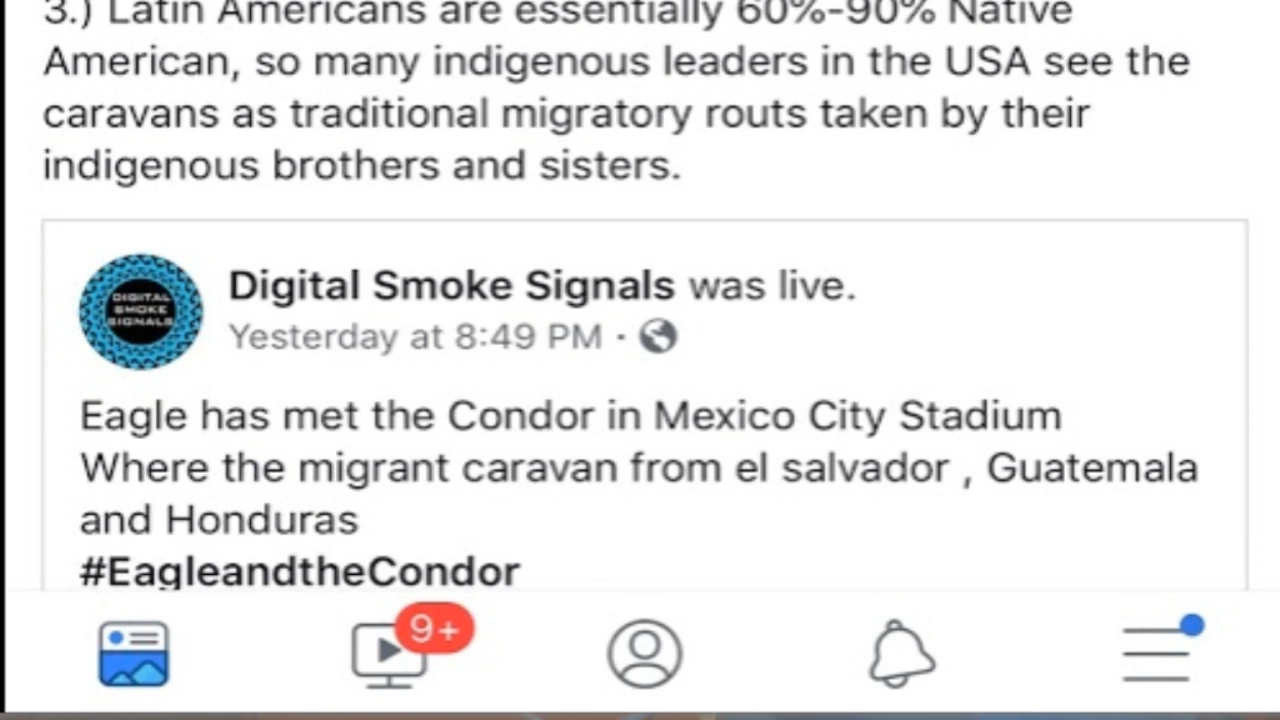 3.) Latin Americans are essentially 60%-90% Native
American, so many indigenous leaders in the USA see the
caravans as traditional migratory routs taken by their
indigenous brothers and sisters.
DIGITAL
SMOKE
SIGNALS
Digital Smoke Signals was live.
Yesterday at 8:49 PM ·
Eagle has met the Condor in Mexico City Stadium
Where the migrant caravan from el salvador , Guatemala
and Honduras
#EagleandtheCondor
9+